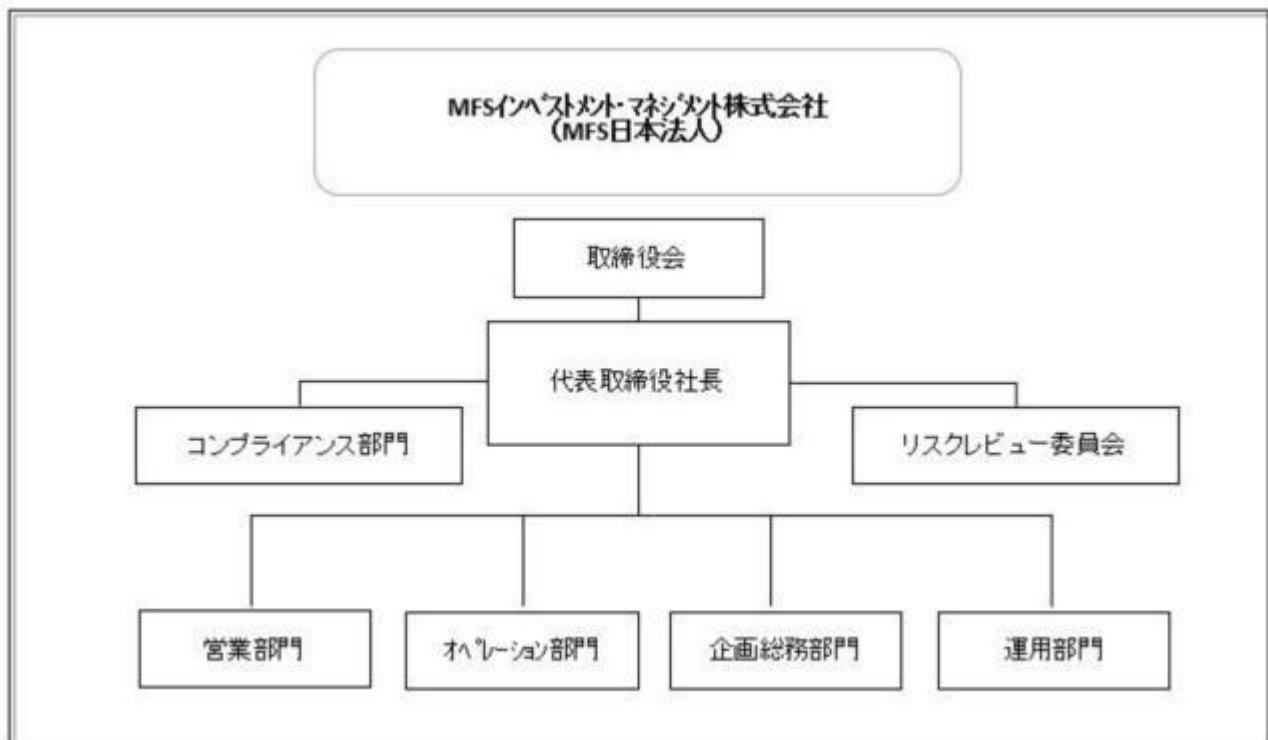 MFSインベストメント・マネジメント株式会社
（MFS日本法人）
取締役会
代表取締役社長
コンプライアンス部門
リスクレビュー委員会
営業部門
オペレーション部門
企画総務部門
運用部門